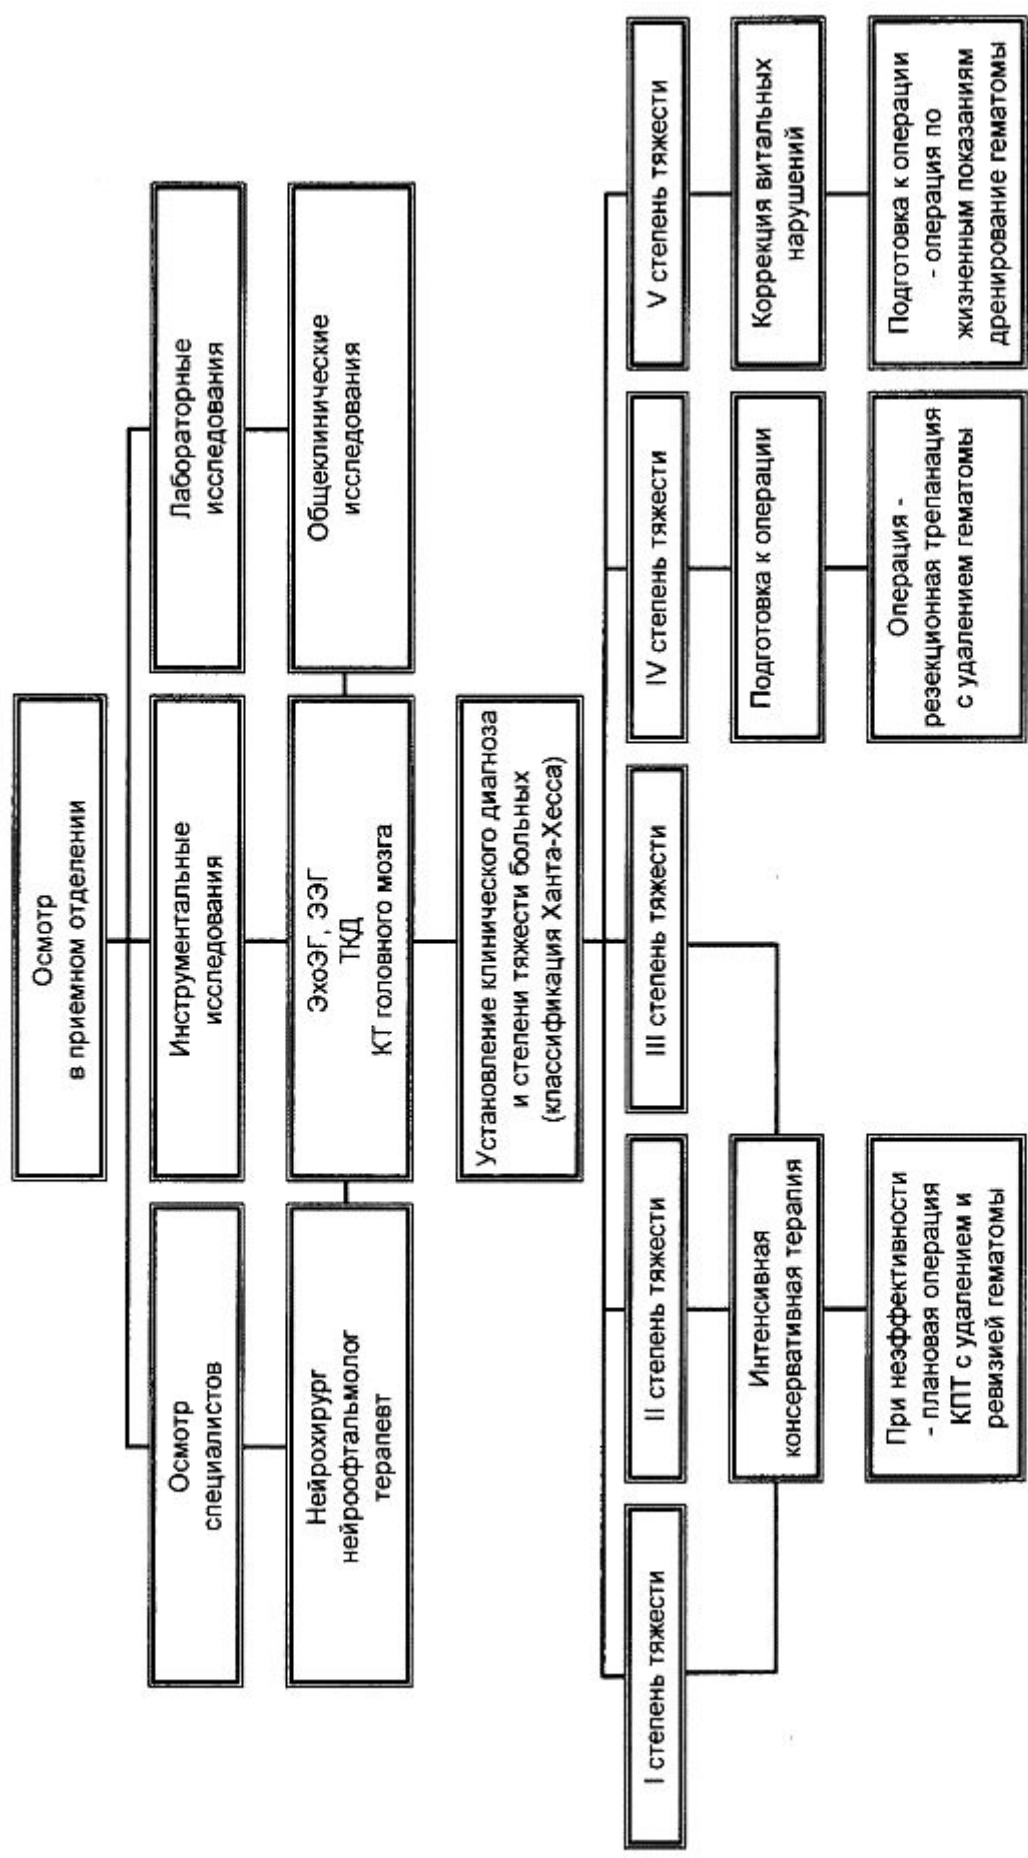 Осмотр
в приемном отделении
Осмотр
специалистов
Инструментальные
исследования
Лабораторные
исследования
Нейрохирург
нейроофтальмолог
терапевт
ЭхоЭГ, ЭЭГ
ТКД
КТ головного мозга
Общеклинические
исследования
Установление клинического диагноза
и степени тяжести больных
(классификация Ханта-Хесса)
I степень тяжести
II степень тяжести
III степень тяжести
IV степень тяжести
V степень тяжести
Интенсивная
консервативная терапия
Подготовка к операции
Коррекция витальных
нарушений
При неэффективности
- плановая операция
КПТ с удалением и
ревизией гематомы
Операция -
резекционная трепанация
с удалением гематомы
Подготовка к операции
- операция по
жизненным показаниям
дренирование гематомы